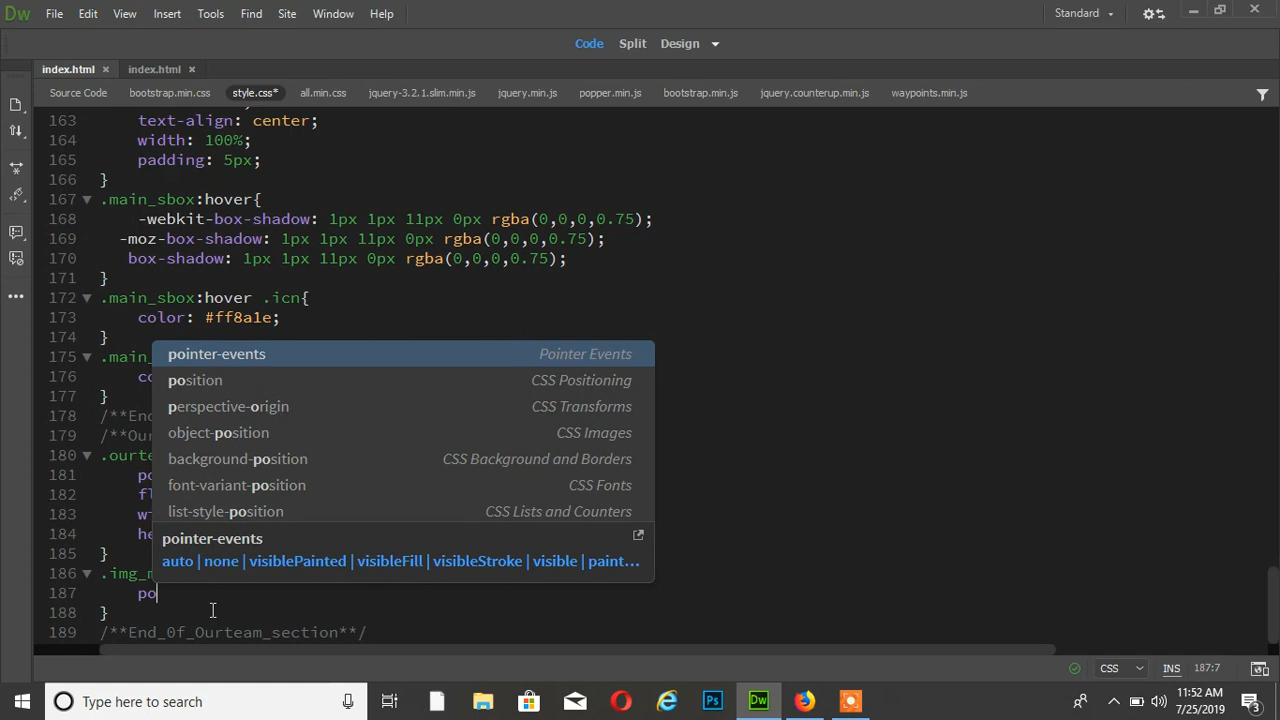 Dw File Edit View Insert Tools Find Site Window Help Standard
Code Split Design
index.html index.html
Source Code bootstrap.min.css style.css* all.min.css jquery-3.2.1.slim.min.js jquery.min.js popper.min.js bootstrap.min.js jquery.counterup.min.js waypoints.min.js
163
164 text-align: center;
width: 100%;
165 padding: 5px;
166 }
167 .main_sbox:hover{
168 -webkit-box-shadow: 1px 1px 11px 0px rgba(0,0,0,0.75);
169 -moz-box-shadow: 1px 1px 11px 0px rgba(0,0,0,0.75);
170 box-shadow: 1px 1px 11px 0px rgba(0,0,0,0.75);
171 }
172 .main_sbox:hover .icn{
173 color: #ff8a1e;
174 }
175 .main_
176 co
177 }
178 /**End
179 /**Ou
180 .ourte
181 po
182 fl
183 w
184 he
185 }
186 .img_
187 po
188 }
189 /**End_0f_Ourteam_section**/
pointer-events Pointer Events
position CSS Positioning
perspective-origin CSS Transforms
object-position CSS Images
background-position CSS Background and Borders
font-variant-position CSS Fonts
list-style-position CSS Lists and Counters
pointer-events
auto | none | visiblePainted | visibleFill | visibleStroke | visible | paint...
CSS INS 187:7
Type here to search
11:52 AM
7/25/2019